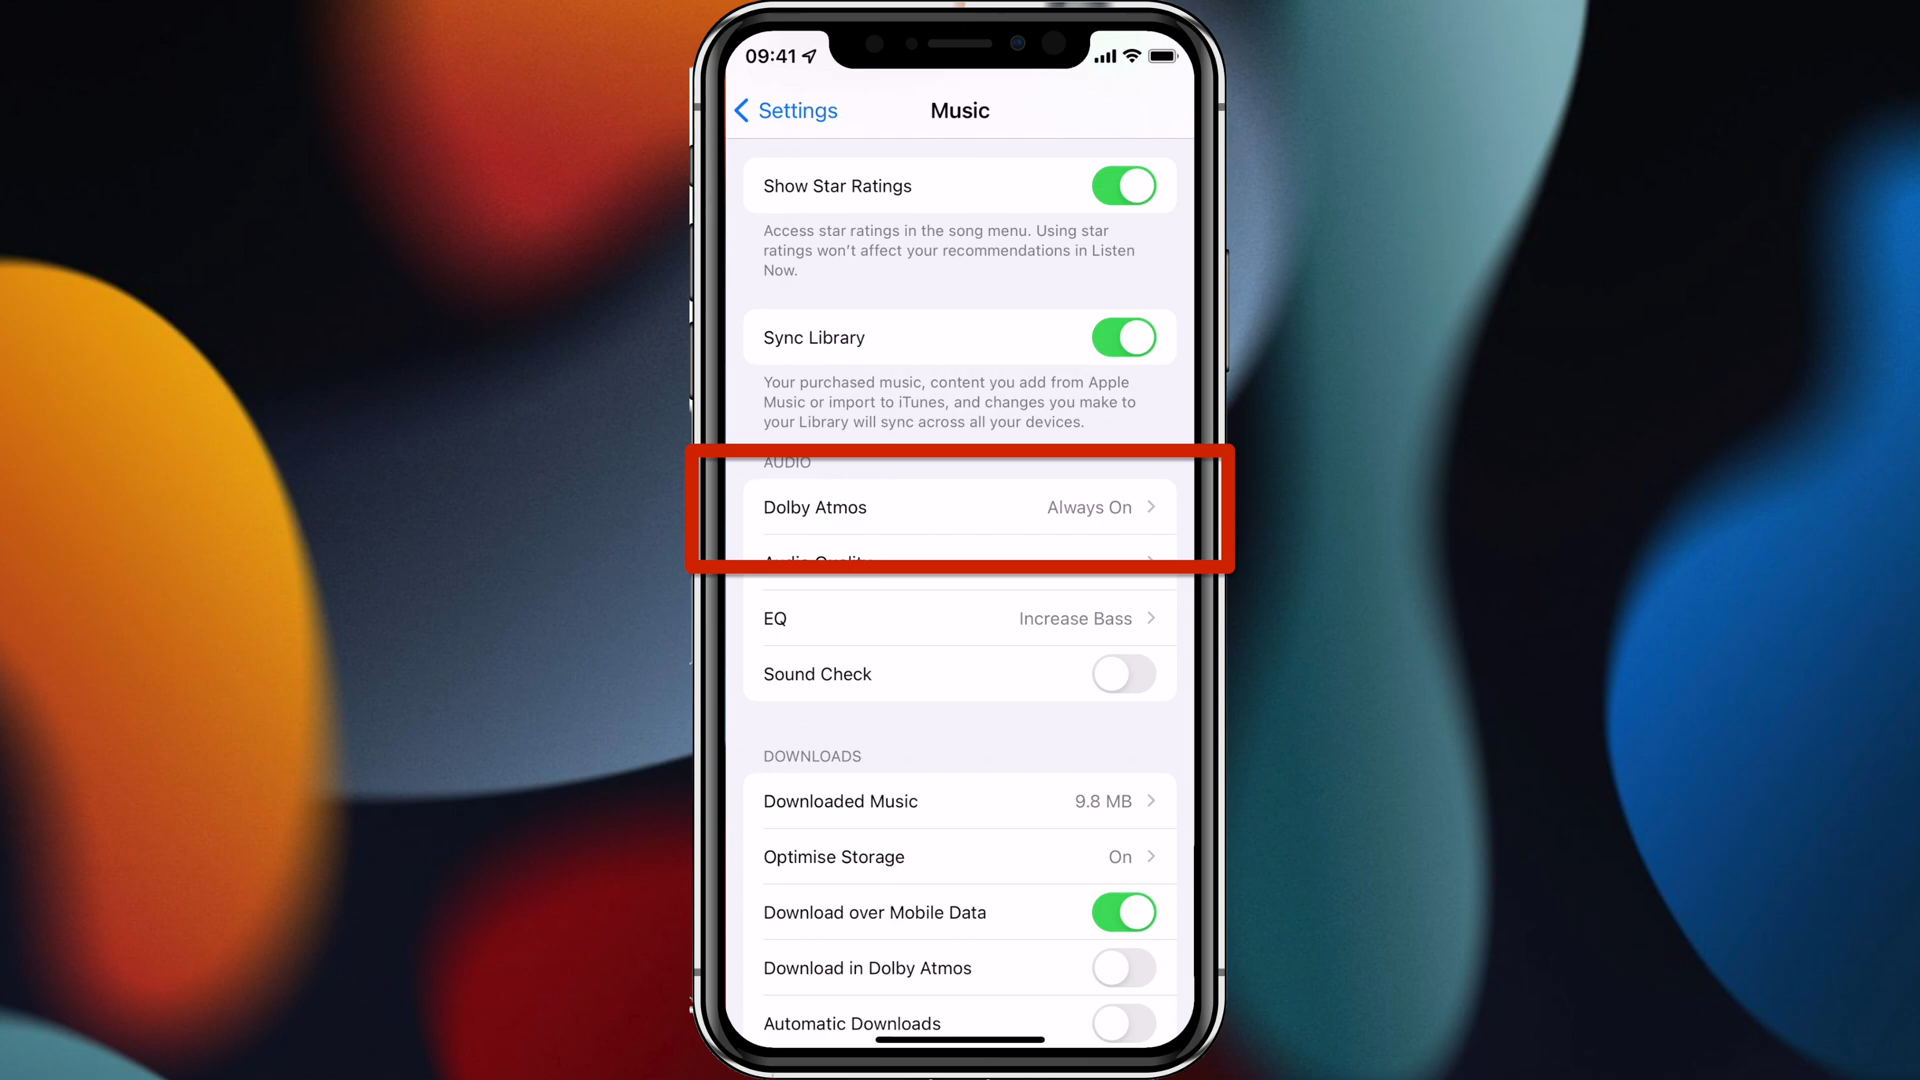 09:41
Settings
Music
Show Star Ratings
Access star ratings in the song menu. Using star
ratings won't affect your recommendations in Listen
Now.
Sync Library
Your purchased music, content you add from Apple
Music or import to iTunes, and changes you make to
your Library will sync across all your devices.
AUDIO
Dolby Atmos Always On
Audio Quality
EQ Increase Bass
Sound Check
DOWNLOADS
Downloaded Music 9.8 MB
Optimise Storage On
Download over Mobile Data
Download in Dolby Atmos
Automatic Downloads